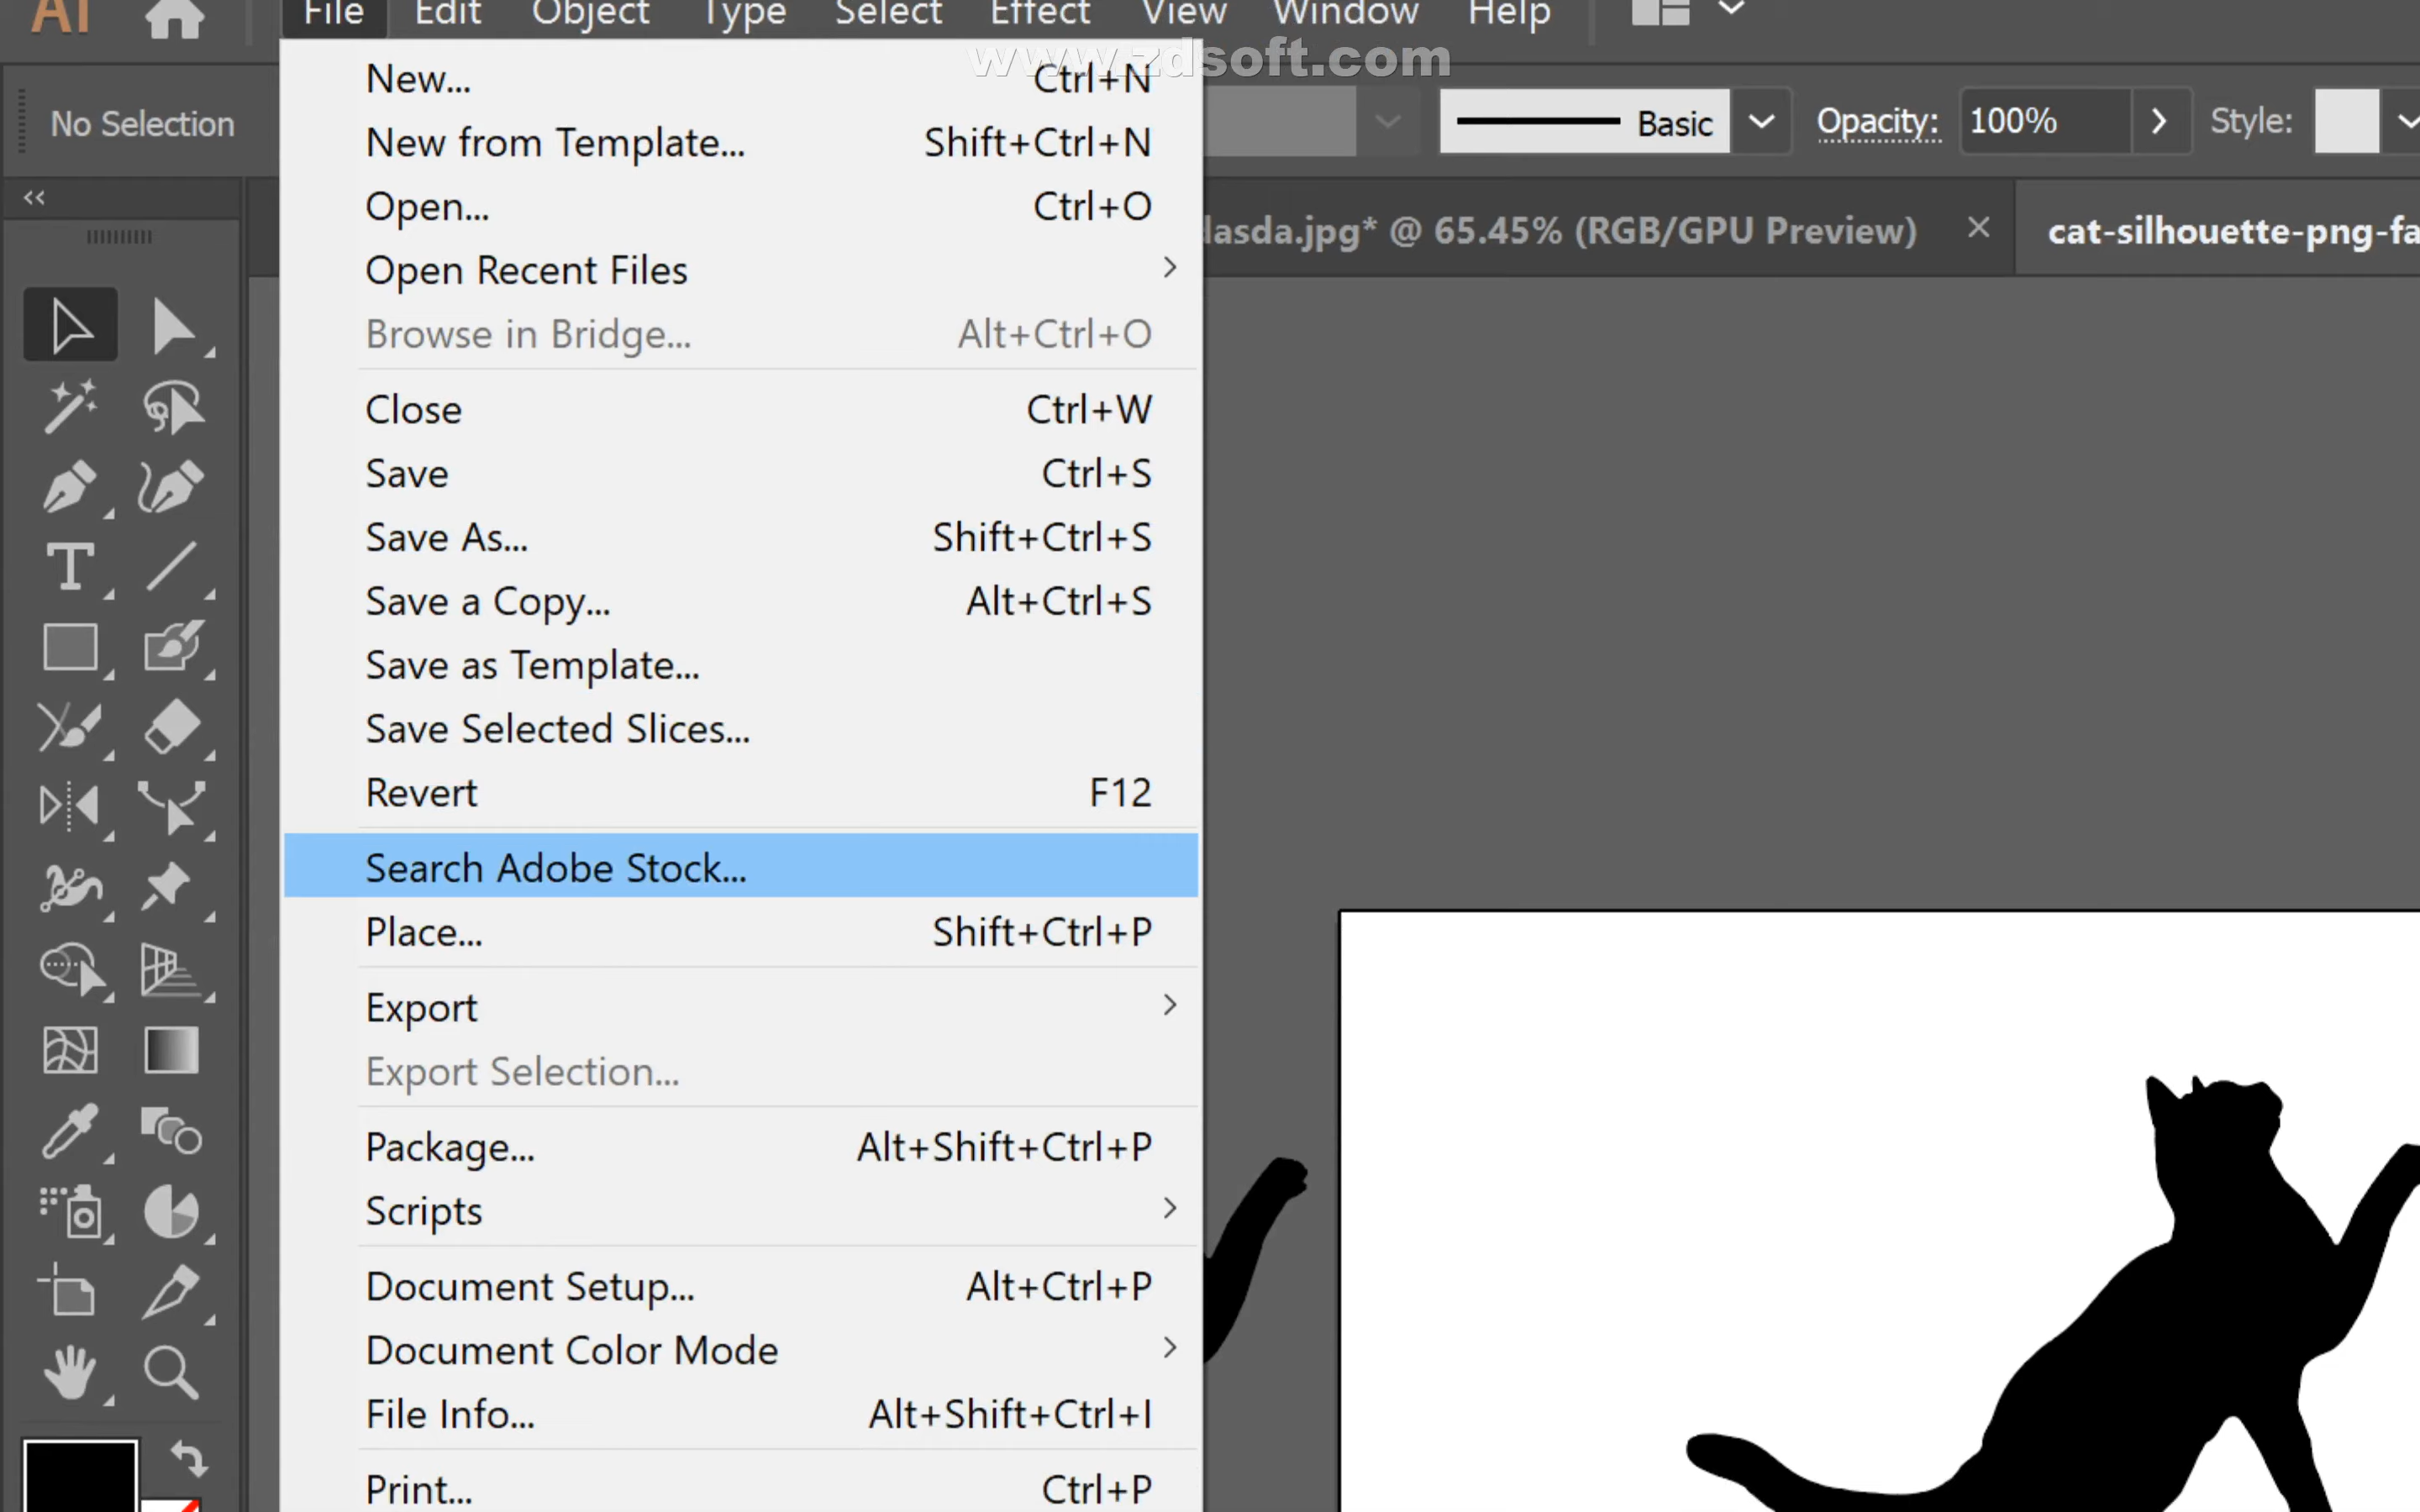 Ai File Edit Object Type Select Effect View Window Help
www.zdsoft.com
No Selection
Basic Opacity: 100% Style:
lasda.jpg* @ 65.45% (RGB/GPU Preview)
cat-silhouette-png-fa
New... Ctrl+N
New from Template... Shift+Ctrl+N
Open... Ctrl+O
Open Recent Files
Browse in Bridge... Alt+Ctrl+O
Close Ctrl+W
Save Ctrl+S
Save As... Shift+Ctrl+S
Save a Copy... Alt+Ctrl+S
Save as Template...
Save Selected Slices...
Revert F12
Search Adobe Stock...
Place... Shift+Ctrl+P
Export
Export Selection...
Package... Alt+Shift+Ctrl+P
Scripts
Document Setup... Alt+Ctrl+P
Document Color Mode
File Info... Alt+Shift+Ctrl+I
Print... Ctrl+P